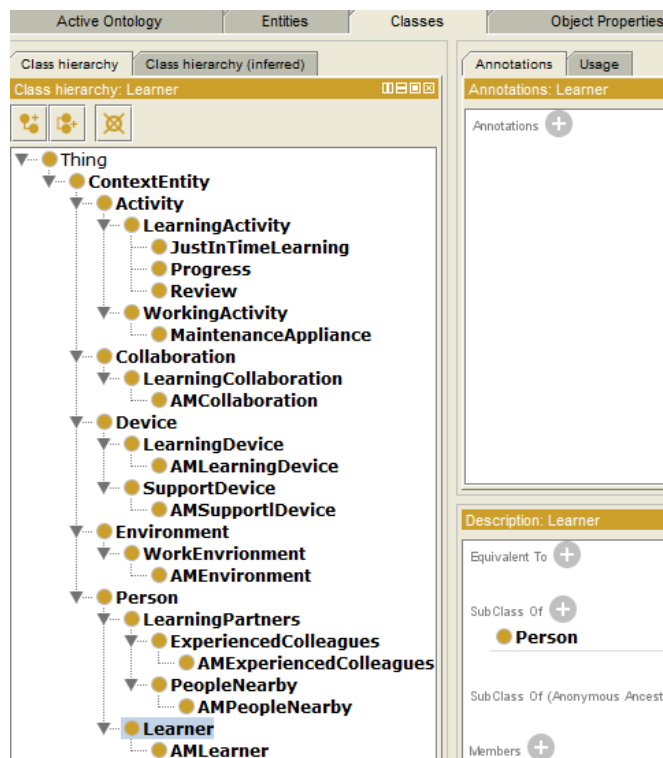 Active Ontology Entities Classes Object Properties
Class hierarchy Class hierarchy (inferred)
Class hierarchy: Learner
Thing
ContextEntity
Activity
LearningActivity
JustInTimeLearning
Progress
Review
WorkingActivity
MaintenanceAppliance
Collaboration
LearningCollaboration
AMCollaboration
Device
LearningDevice
AMLearningDevice
SupportDevice
AMSupportlDevice
Environment
WorkEnvrionment
AMEnvironment
Person
LearningPartners
ExperiencedColleagues
AMExperiencedColleagues
PeopleNearby
AMPeopleNearby
Learner
AMLearner
Annotations Usage
Annotations: Learner
Annotations
Description: Learner
Equivalent To
SubClass Of
Person
SubClass Of (Anonymous Ancest
Members